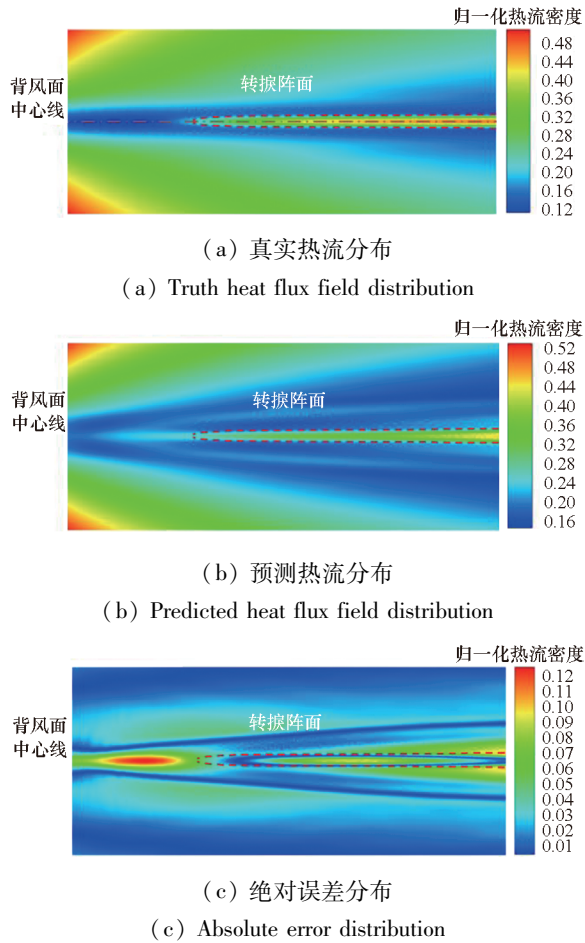 归一化热流密度
0.48
0.44
0.40
0.36
0.32
0.28
0.24
0.20
0.16
0.12
背风面
中心线
转捩阵面
(a) 真实热流分布
(a) Truth heat flux field distribution
归一化热流密度
0.52
0.48
0.44
0.40
0.36
0.32
0.28
0.24
0.20
0.16
背风面
中心线
转捩阵面
(b) 预测热流分布
(b) Predicted heat flux field distribution
归一化热流密度
0.12
0.11
0.10
0.09
0.08
0.07
0.06
0.05
0.04
0.03
0.02
0.01
背风面
中心线
转捩阵面
(c) 绝对误差分布
(c) Absolute error distribution